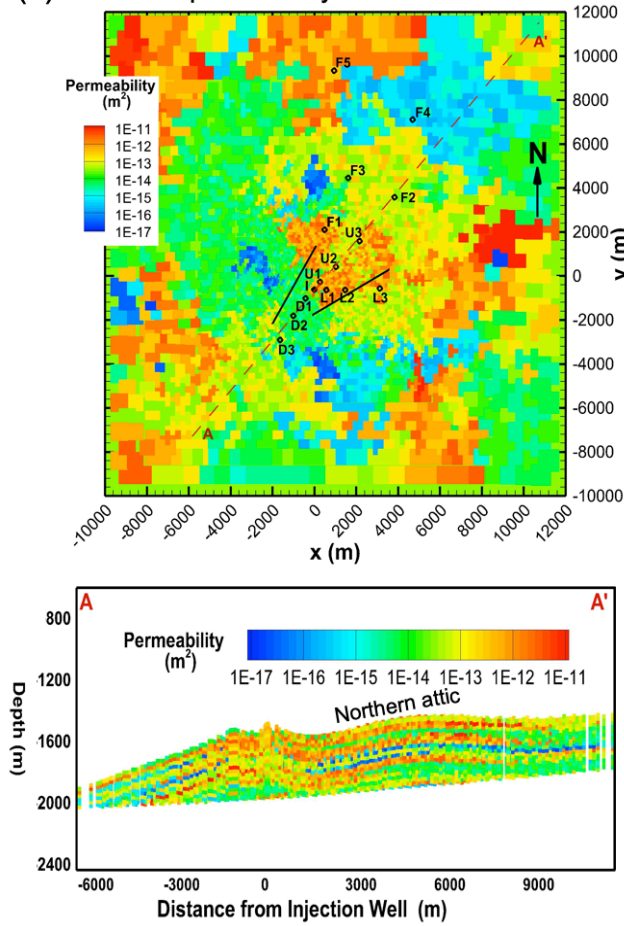 12000
10000
8000
6000
4000
2000
0
-2000
-4000
-6000
-8000
-10000
y (m)
Permeability
(m²)
1E-11
1E-12
1E-13
1E-14
1E-15
1E-16
1E-17
A'
F5
F4
N
F3
F2
F1
U3
U2
U1
I
L1
L2
L3
D1
D2
D3
A
-10000
-8000
-6000
-4000
-2000
0
2000
4000
6000
8000
10000
12000
x (m)
A
A'
Permeability
(m²)
1E-17 1E-16 1E-15 1E-14 1E-13 1E-12 1E-11
Northern attic
Depth (m)
800
1200
1600
2000
2400
-6000 -3000 0 3000 6000 9000
Distance from Injection Well (m)